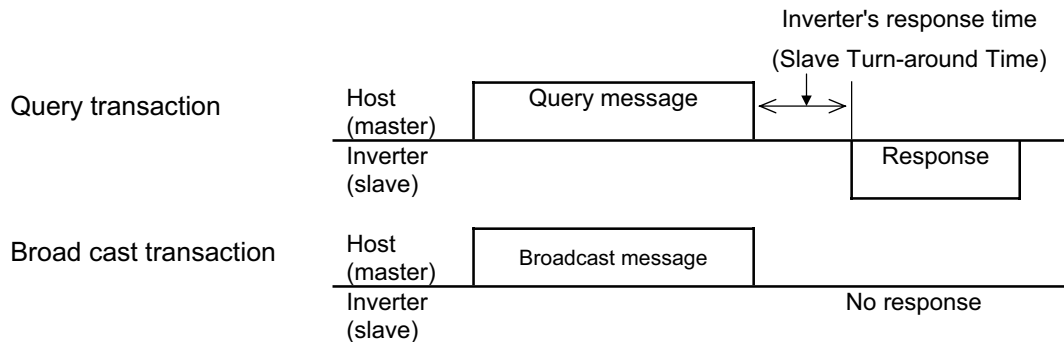 Inverter's response time
(Slave Turn-around Time)
Query transaction
Host
(master)
Query message
Inverter
(slave)
Response
Broad cast transaction
Host
(master)
Broadcast message
Inverter
(slave)
No response